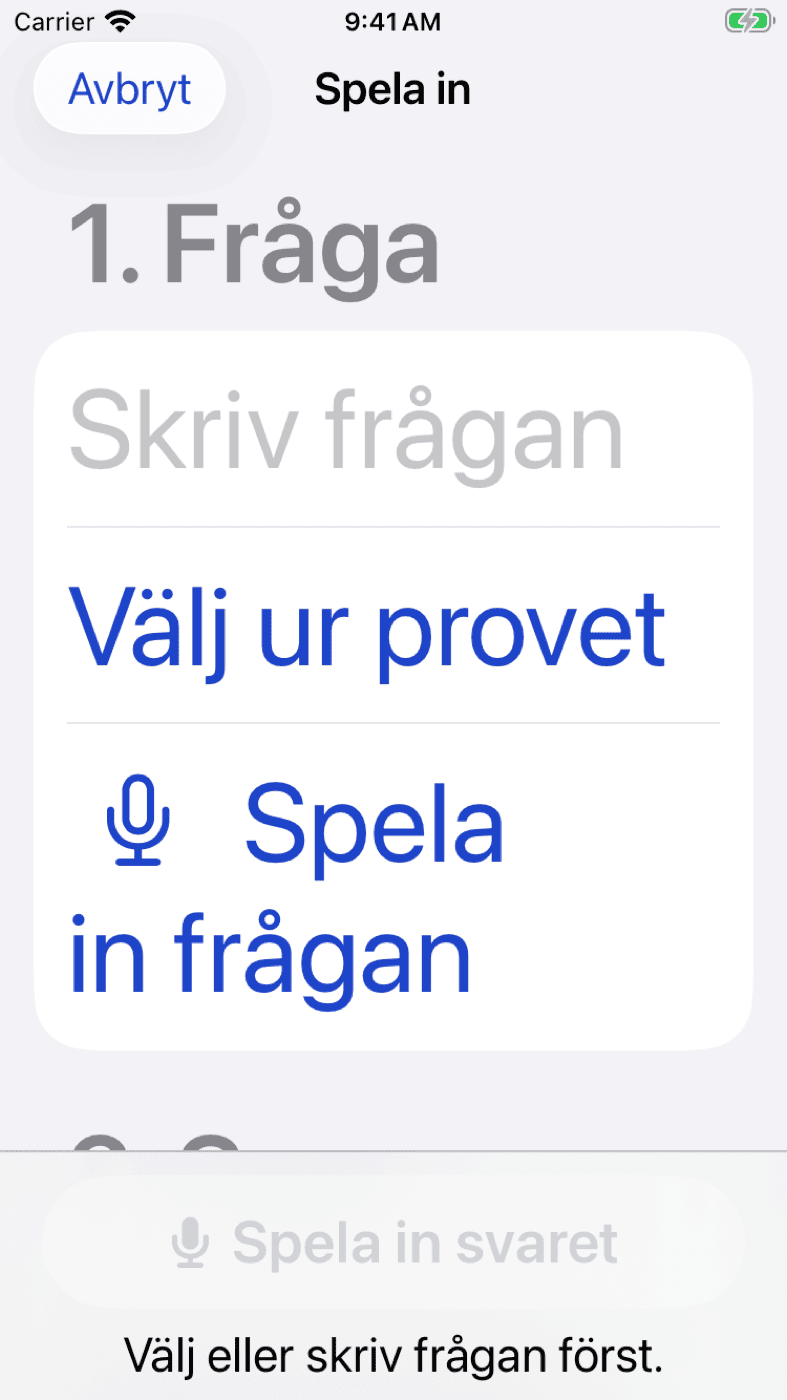 Carrier 9:41 AM
Avbryt Spela in
1. Fråga
Skriv frågan
Välj ur provet
Spela
in frågan
Spela in svaret
Välj eller skriv frågan först.